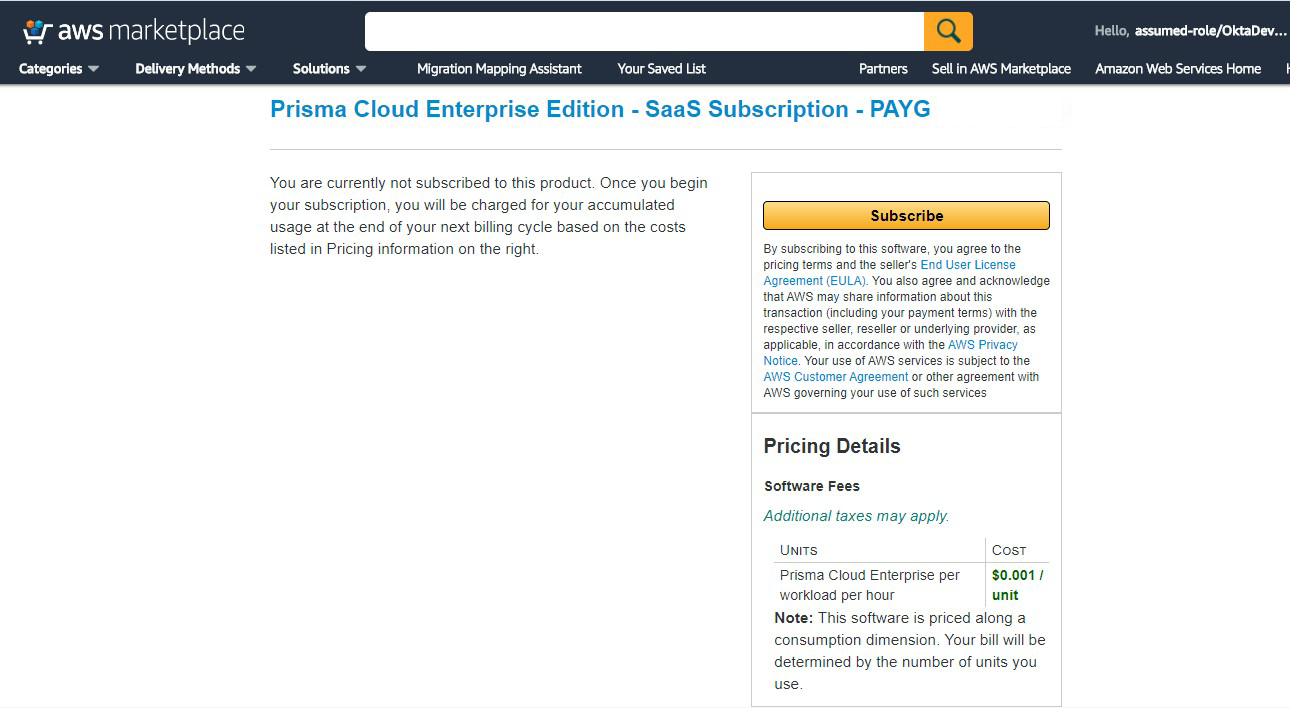 aws marketplace
Hello, assumed-role/OktaDev...
Categories Delivery Methods Solutions Migration Mapping Assistant Your Saved List Partners Sell in AWS Marketplace Amazon Web Services Home
Prisma Cloud Enterprise Edition - SaaS Subscription - PAYG
You are currently not subscribed to this product. Once you begin
your subscription, you will be charged for your accumulated
usage at the end of your next billing cycle based on the costs
listed in Pricing information on the right.
Subscribe
By subscribing to this software, you agree to the
pricing terms and the seller's End User License
Agreement (EULA). You also agree and acknowledge
that AWS may share information about this
transaction (including your payment terms) with the
respective seller, reseller or underlying provider, as
applicable, in accordance with the AWS Privacy
Notice. Your use of AWS services is subject to the
AWS Customer Agreement or other agreement with
AWS governing your use of such services
Pricing Details
Software Fees
Additional taxes may apply.
UNITS COST
Prisma Cloud Enterprise per $0.001 /
workload per hour unit
Note: This software is priced along a
consumption dimension. Your bill will be
determined by the number of units you
use.